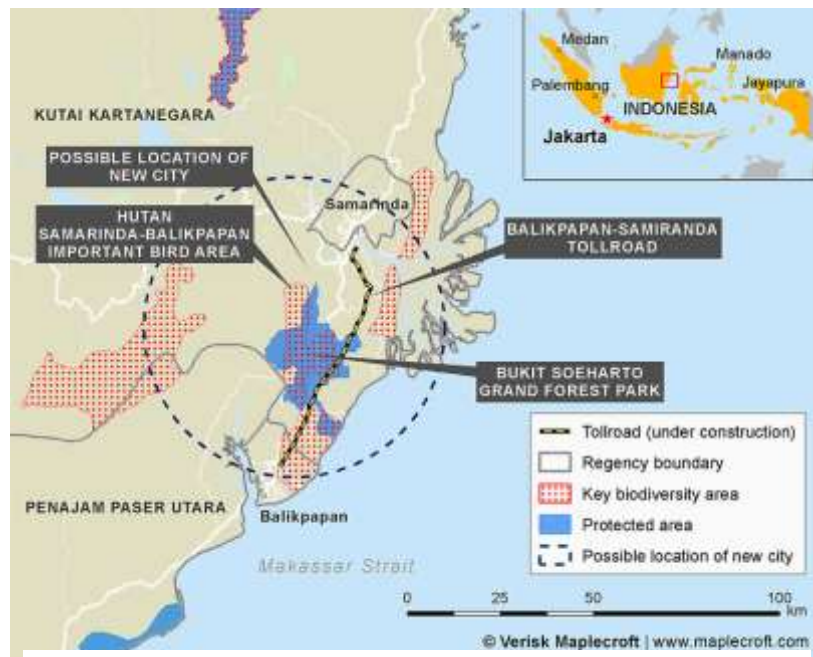 Medan
Manado
Palembang
Jayapura
INDONESIA
Jakarta
KUTAI KARTANEGARA
POSSIBLE LOCATION OF
NEW CITY
HUTAN
SAMARINDA-BALIKPAPAN
IMPORTANT BIRD AREA
Samarinda
BALIKPAPAN-SAMIRANDA
TOLLROAD
BUKIT SOEHARTO
GRAND FOREST PARK
PENAJAM PASER UTARA
Balikpapan
Makassar Strait
Tollroad (under construction)
Regency boundary
Key biodiversity area
Protected area
Possible location of new city
0 25 50 100
km
© Verisk Maplecroft | www.maplecroft.com